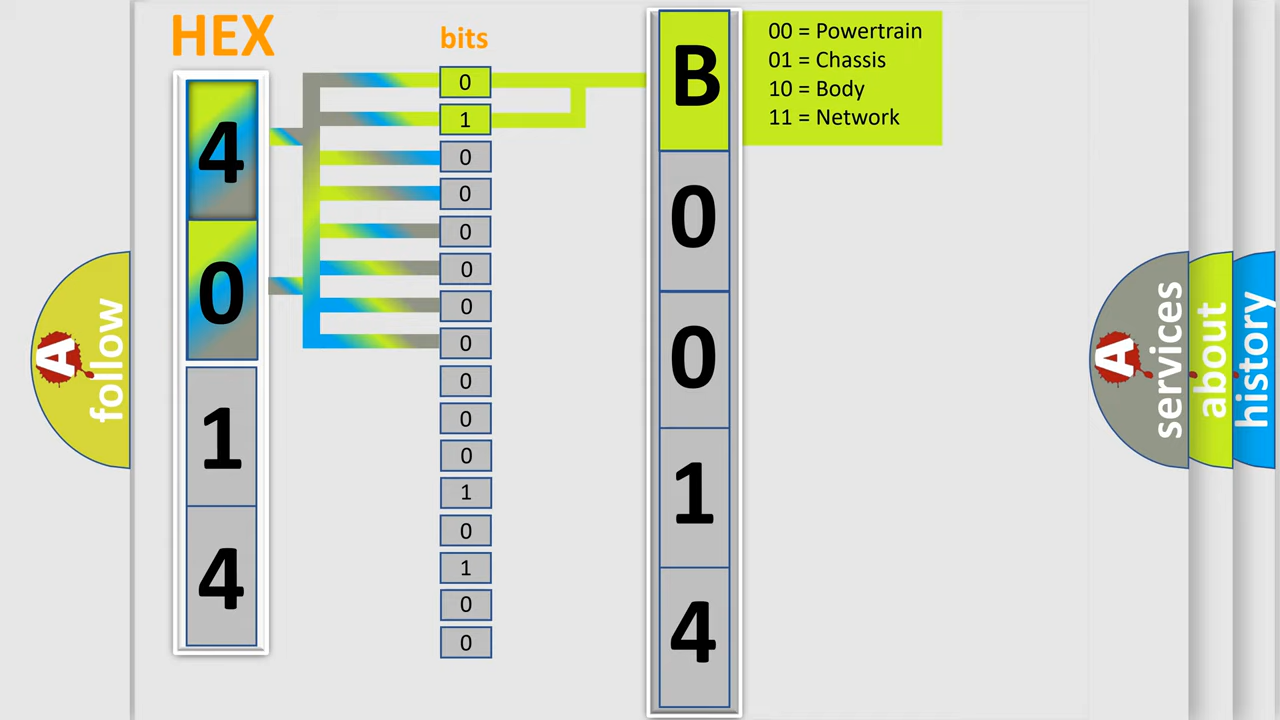 HEX
bits
4
0
1
4
0
1
0
0
0
0
0
0
0
0
0
1
0
1
0
0
B
0
0
1
4
00 = Powertrain
01 = Chassis
10 = Body
11 = Network
A
follow
A
services
about
history